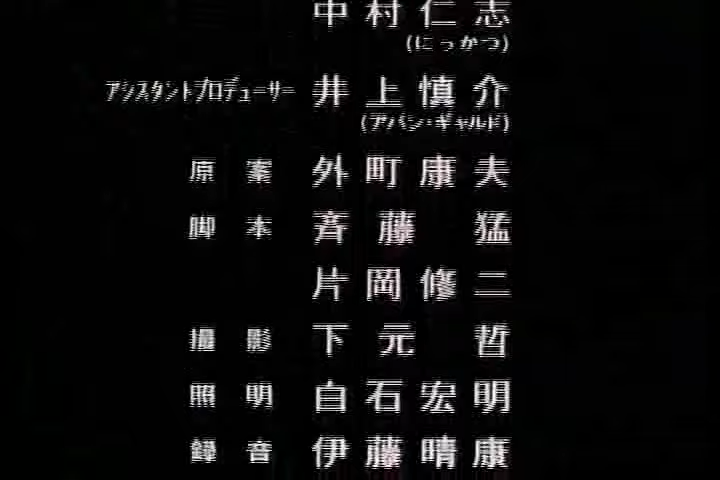 中村仁志
(にっかつ)
アシスタントプロデューサー 井上慎介
(アバン・ギャルド)
原案 外町康夫
脚本 斉藤猛
片岡修二
撮影 下元哲
照明 白石宏明
録音 伊藤晴康